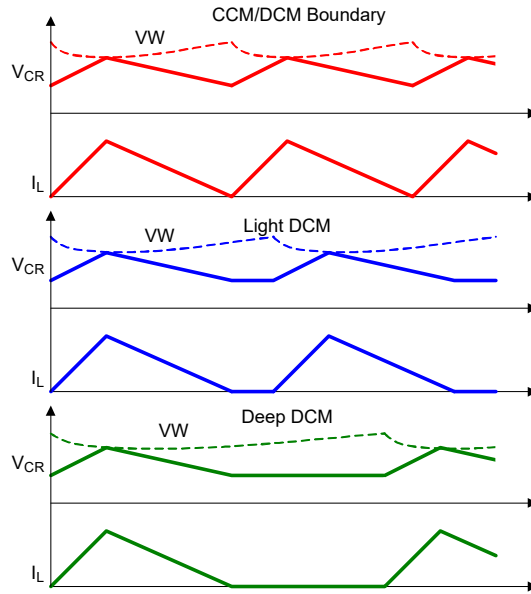 CCM/DCM Boundary
VW
VCR
IL
Light DCM
VW
VCR
IL
Deep DCM
VW
VCR
IL